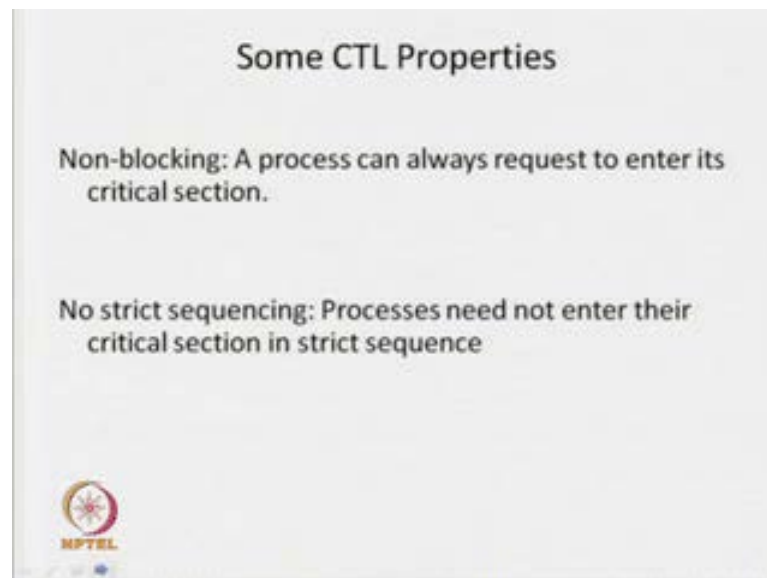 Some CTL Properties
Non-blocking: A process can always request to enter its
critical section.
No strict sequencing: Processes need not enter their
critical section in strict sequence
NPTEL